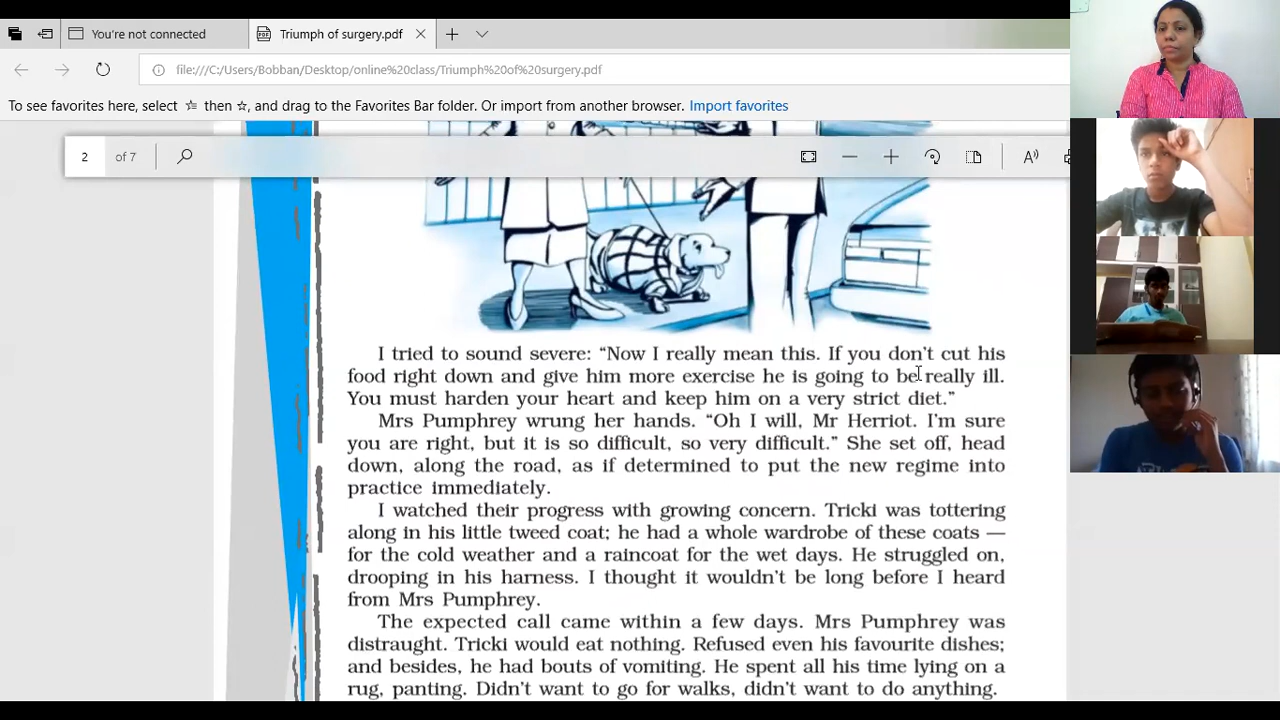 You're not connected
Triumph of surgery.pdf
file:///C:/Users/Bobban/Desktop/online%20class/Triumph%20of%20surgery.pdf
To see favorites here, select ☆ then ☆, and drag to the Favorites Bar folder. Or import from another browser. Import favorites
2 of 7
I tried to sound severe: “Now I really mean this. If you don’t cut his
food right down and give him more exercise he is going to be really ill.
You must harden your heart and keep him on a very strict diet.”
Mrs Pumphrey wrung her hands. “Oh I will, Mr Herriot. I’m sure
you are right, but it is so difficult, so very difficult.” She set off, head
down, along the road, as if determined to put the new regime into
practice immediately.
I watched their progress with growing concern. Tricki was tottering
along in his little tweed coat; he had a whole wardrobe of these coats —
for the cold weather and a raincoat for the wet days. He struggled on,
drooping in his harness. I thought it wouldn’t be long before I heard
from Mrs Pumphrey.
The expected call came within a few days. Mrs Pumphrey was
distraught. Tricki would eat nothing. Refused even his favourite dishes;
and besides, he had bouts of vomiting. He spent all his time lying on a
rug, panting. Didn’t want to go for walks, didn’t want to do anything.